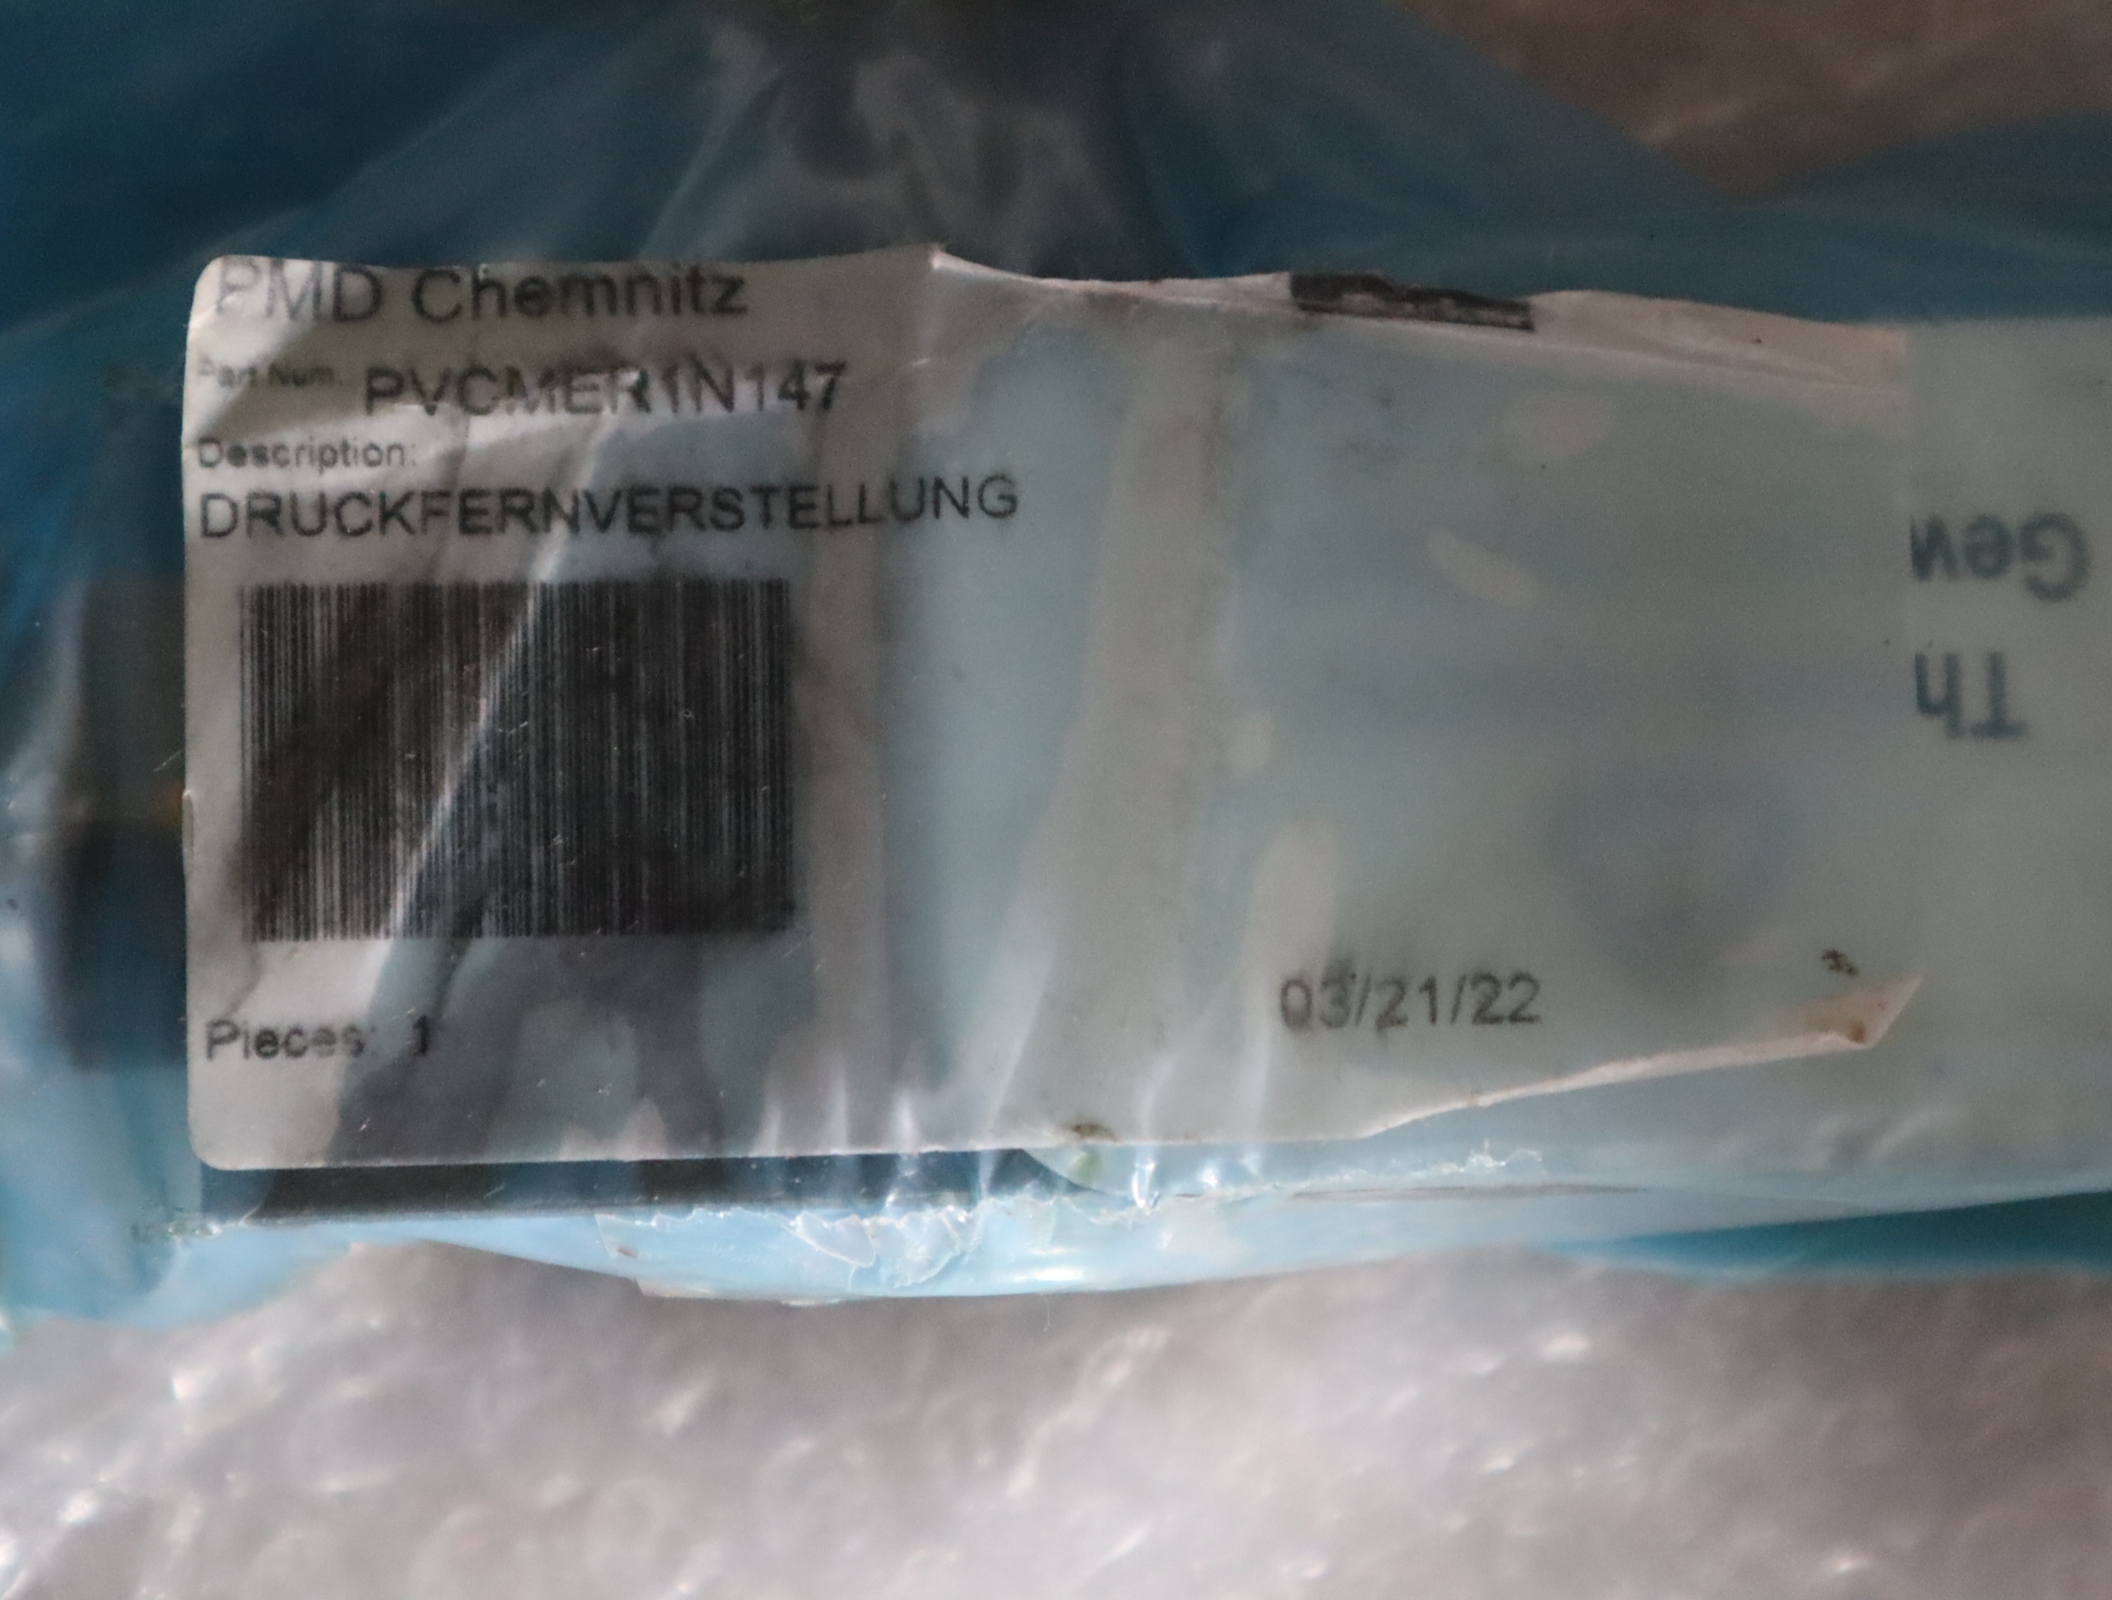 PMD Chemnitz
Part Num. PVCMER1N147
Description:
DRUCKFERNVERSTELLUNG
Pieces: 1
03/21/22
Gew
Th